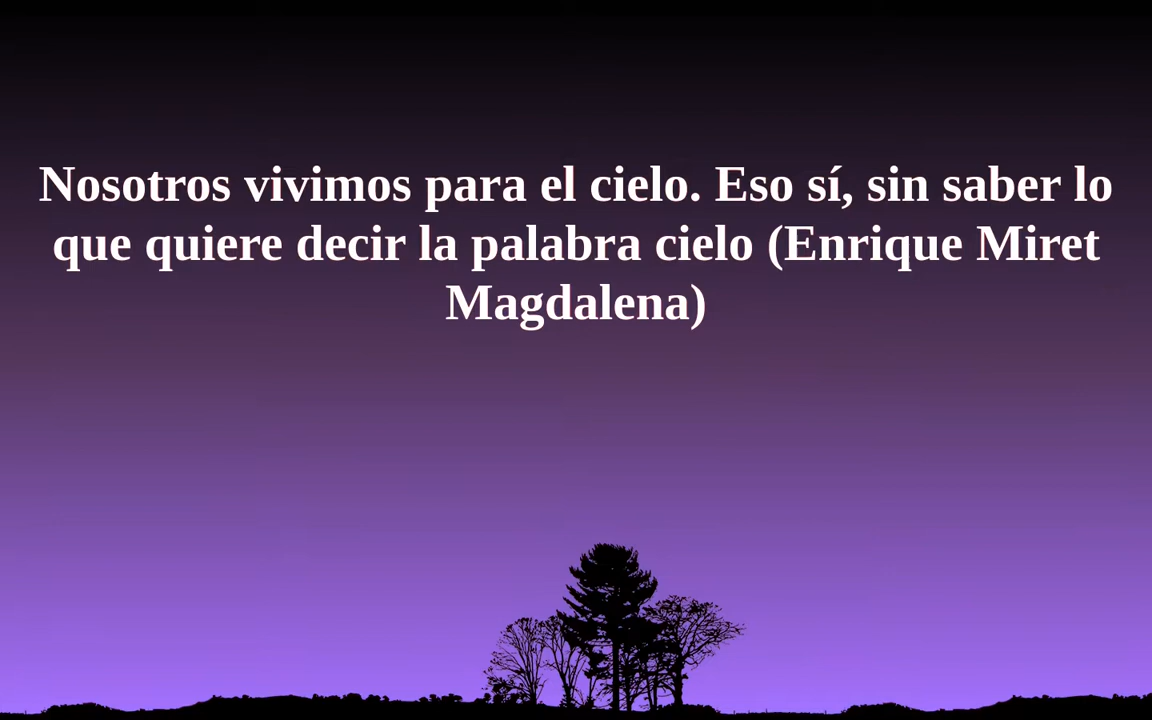 Nosotros vivimos para el cielo. Eso sí, sin saber lo
que quiere decir la palabra cielo (Enrique Miret
Magdalena)